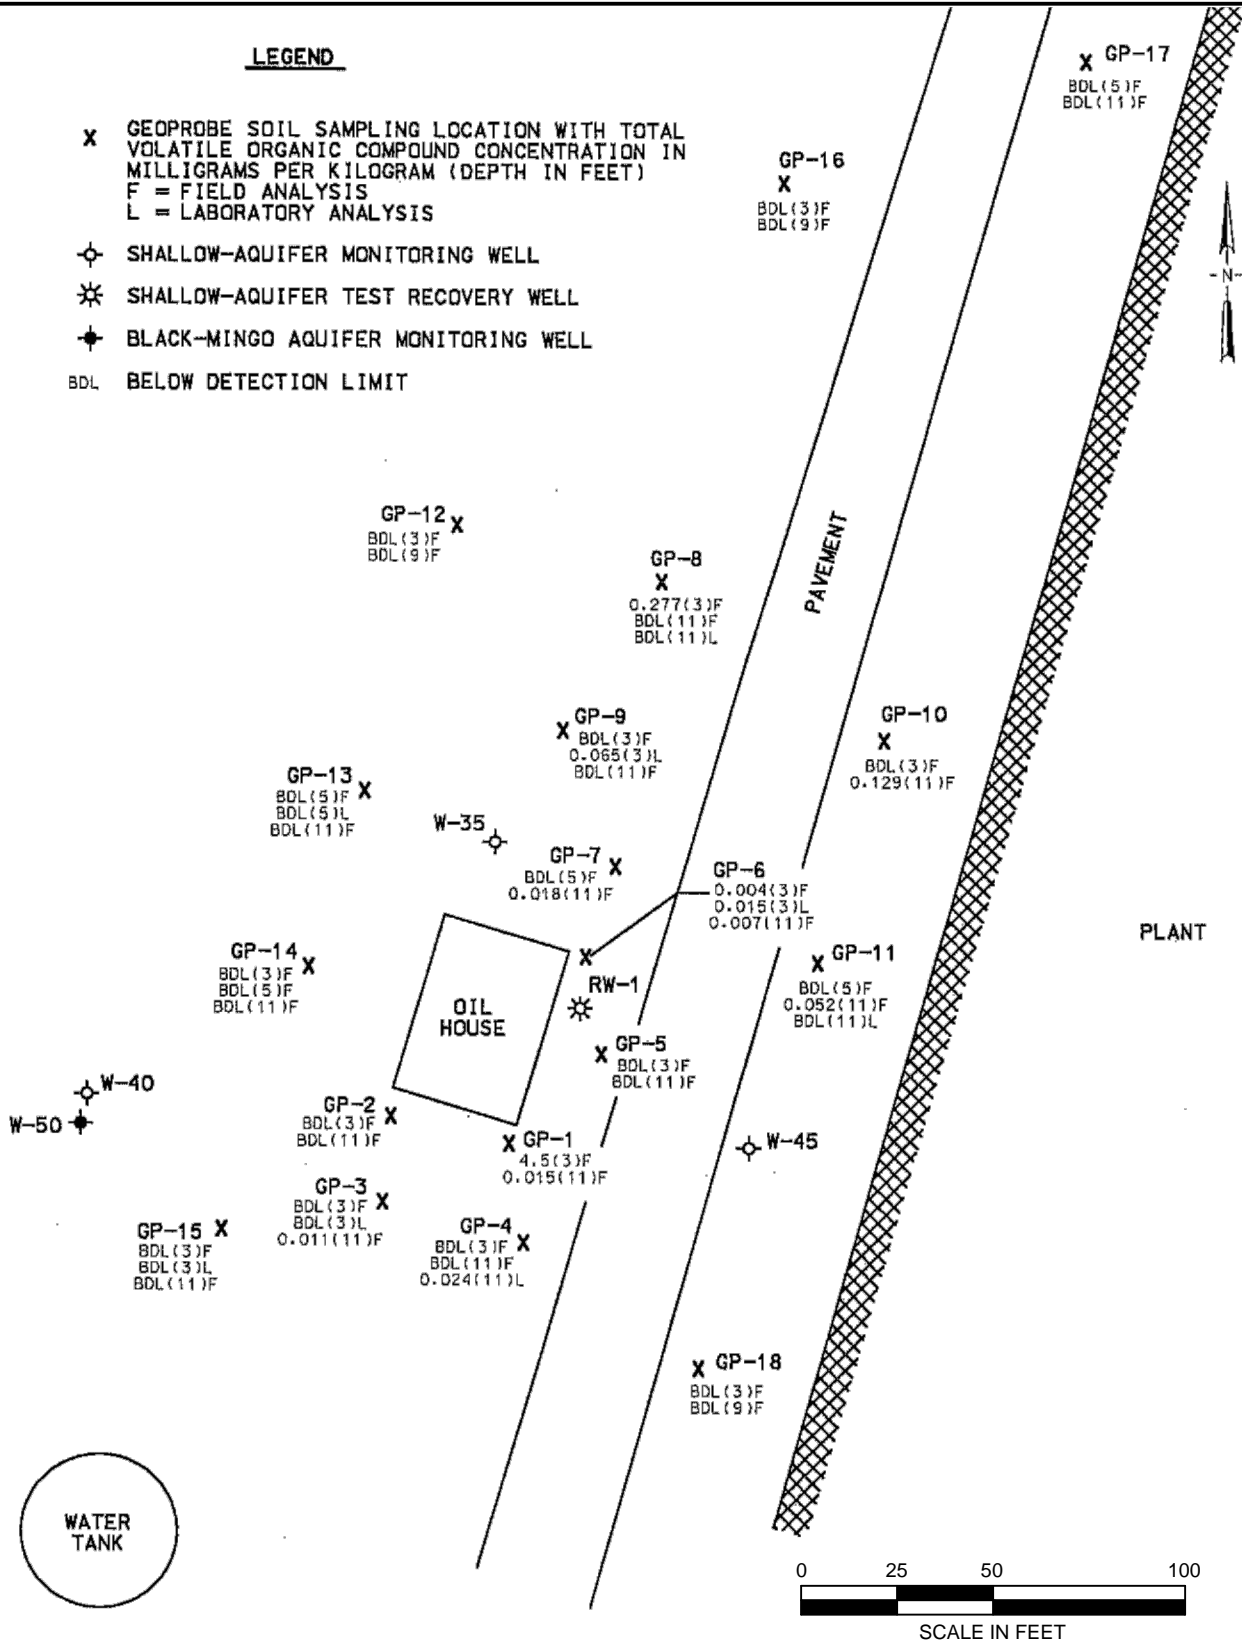 LEGEND
X GEOPROBE SOIL SAMPLING LOCATION WITH TOTAL
VOLATILE ORGANIC COMPOUND CONCENTRATION IN
MILLIGRAMS PER KILOGRAM (DEPTH IN FEET)
F = FIELD ANALYSIS
L = LABORATORY ANALYSIS
SHALLOW-AQUIFER MONITORING WELL
SHALLOW-AQUIFER TEST RECOVERY WELL
BLACK-MINGO AQUIFER MONITORING WELL
BDL BELOW DETECTION LIMIT
X GP-17
BDL(5)F
BDL(11)F
GP-16
X
BDL(3)F
BDL(9)F
-N-
GP-12 X
BDL(3)F
BDL(9)F
GP-8
X
0.277(3)F
BDL(11)F
BDL(11)L
PAVEMENT
X GP-9
BDL(3)F
0.065(3)L
BDL(11)F
GP-10
X
BDL(3)F
0.129(11)F
GP-13 X
BDL(5)F
BDL(5)L
BDL(11)F
W-35
GP-7 X
BDL(5)F
0.018(11)F
GP-6
0.004(3)F
0.015(3)L
0.007(11)F
X
PLANT
GP-14 X
BDL(3)F
BDL(5)F
BDL(11)F
X GP-11
BDL(5)F
0.052(11)F
BDL(11)L
RW-1
OIL
HOUSE
X GP-5
BDL(3)F
BDL(11)F
W-40
W-50
GP-2 X
BDL(3)F
BDL(11)F
X GP-1
4.5(3)F
0.015(11)F
W-45
GP-3 X
BDL(3)F
BDL(3)L
0.011(11)F
GP-15 X
BDL(3)F
BDL(3)L
BDL(11)F
GP-4 X
BDL(3)F
BDL(11)F
0.024(11)L
X GP-18
BDL(3)F
BDL(9)F
WATER
TANK
0 25 50 100
SCALE IN FEET